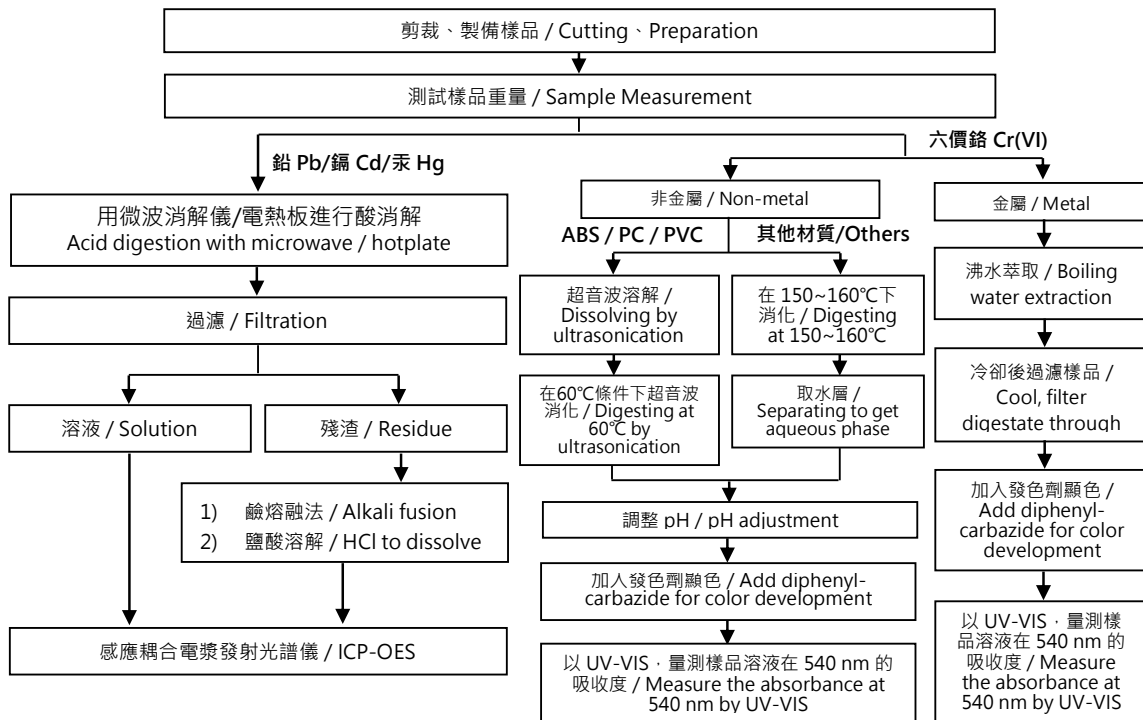 剪裁、製備樣品 / Cutting、Preparation
測試樣品重量 / Sample Measurement
鉛 Pb/鎘 Cd/汞 Hg
六價鉻 Cr(VI)
用微波消解儀/電熱板進行酸消解
Acid digestion with microwave / hotplate
過濾 / Filtration
溶液 / Solution
殘渣 / Residue
1) 鹼熔融法 / Alkali fusion
2) 鹽酸溶解 / HCl to dissolve
感應耦合電漿發射光譜儀 / ICP-OES
非金屬 / Non-metal
ABS / PC / PVC
其他材質/Others
超音波溶解 /
Dissolving by
ultrasonication
在60℃條件下超音波
消化 / Digesting at
60℃ by
ultrasonication
在 150~160℃下
消化 / Digesting
at 150~160℃
取水層 /
Separating to get
aqueous phase
調整 pH / pH adjustment
加入發色劑顯色 / Add diphenyl-
carbazide for color development
以 UV-VIS，量測樣品溶液在 540 nm 的
吸收度 / Measure the absorbance at
540 nm by UV-VIS
金屬 / Metal
沸水萃取 / Boiling
water extraction
冷卻後過濾樣品 /
Cool, filter
digestate through
加入發色劑顯色 /
Add diphenyl-
carbazide for color
development
以 UV-VIS，量測樣
品溶液在 540 nm 的
吸收度 / Measure
the absorbance at
540 nm by UV-VIS